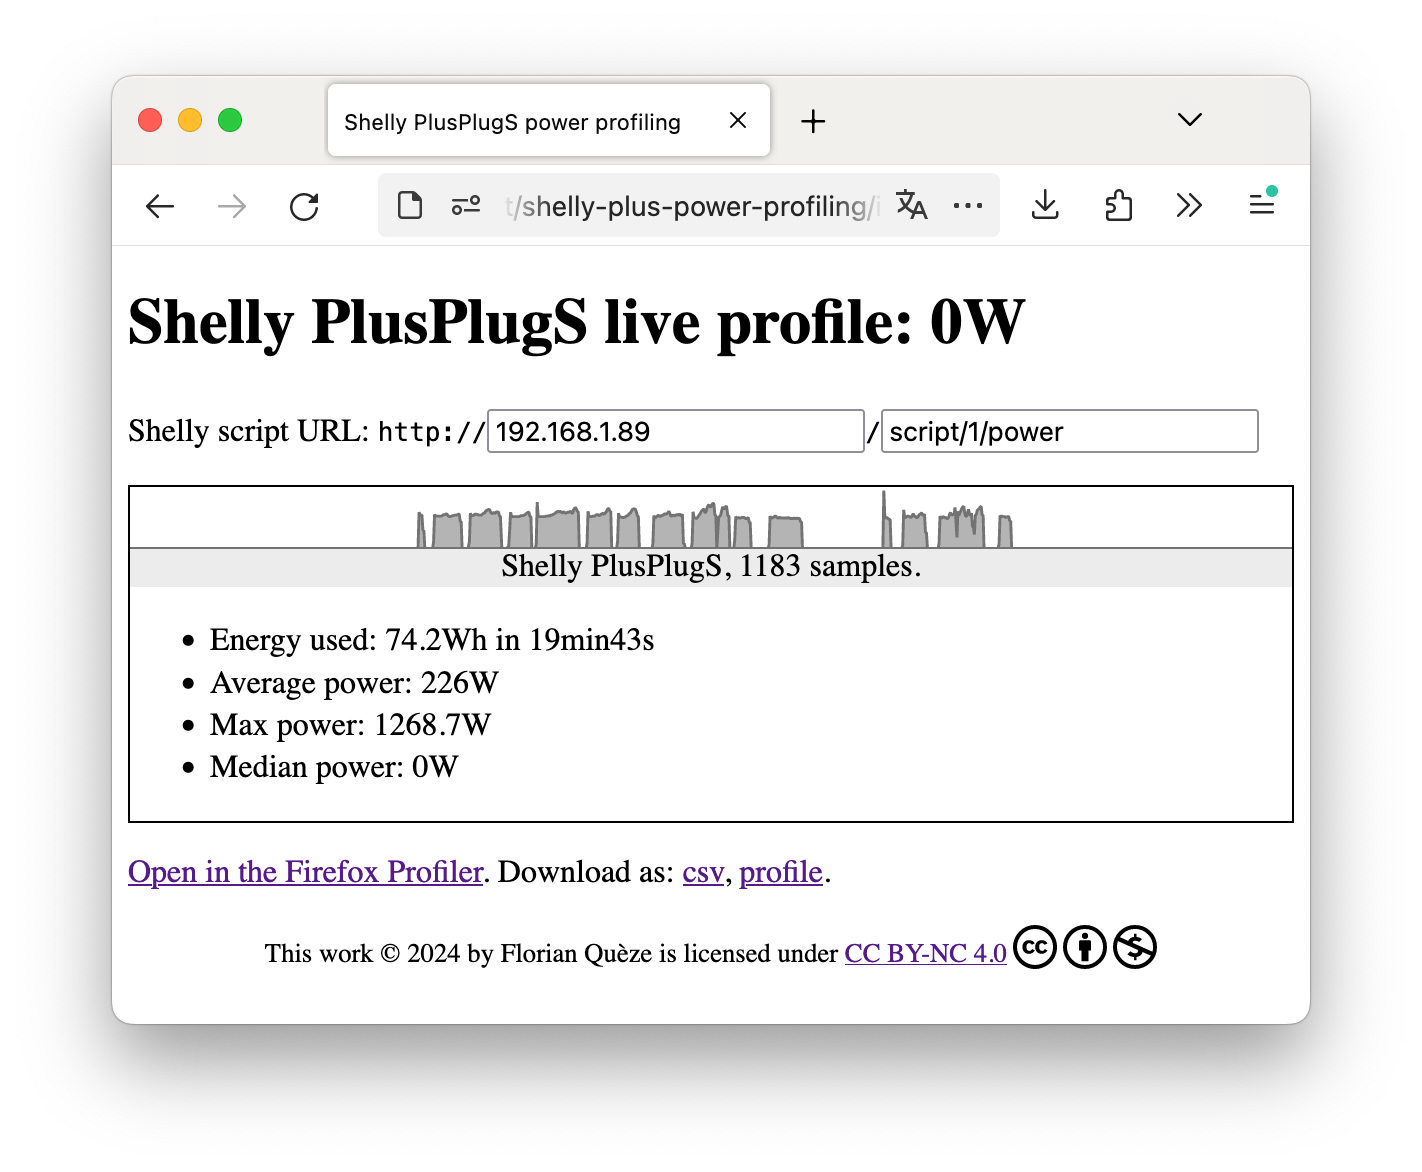 Shelly PlusPlugS power profiling
t/shelly-plus-power-profiling/i
Shelly PlusPlugS live profile: 0W
Shelly script URL: http://192.168.1.89/script/1/power
Shelly PlusPlugS, 1183 samples.
• Energy used: 74.2Wh in 19min43s
• Average power: 226W
• Max power: 1268.7W
• Median power: 0W
Open in the Firefox Profiler. Download as: csv, profile.
This work © 2024 by Florian Quèze is licensed under CC BY-NC 4.0 cc